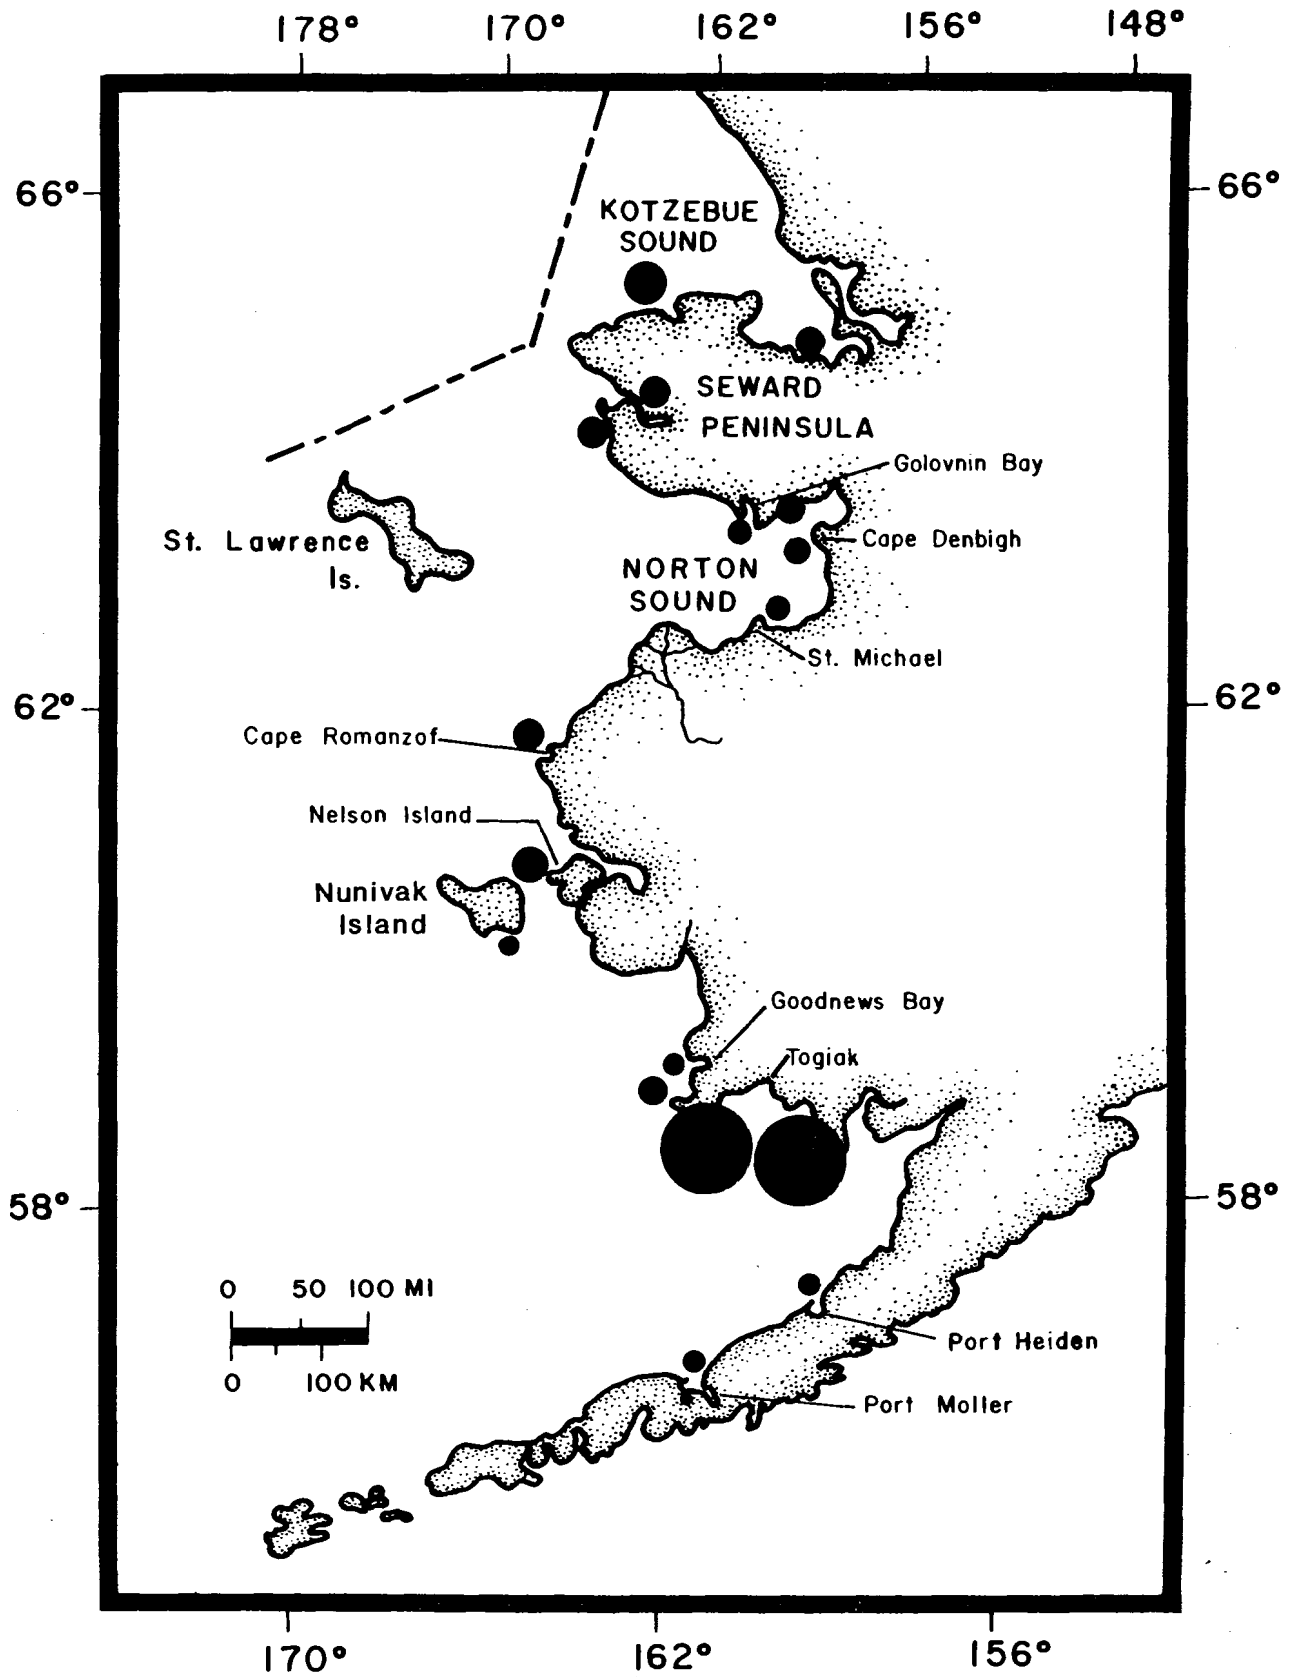 178° 170° 162° 156° 148°
66° 66°
KOTZEBUE
SOUND
SEWARD
PENINSULA
Golovnin Bay
St. Lawrence
Is.
Cape Denbigh
NORTON
SOUND
St. Michael
62° 62°
Cape Romanzof
Nelson Island
Nunivak
Island
Goodnews Bay
Togiak
58° 58°
0 50 100 MI
0 100 KM
Port Heiden
Port Moller
170° 162° 156°